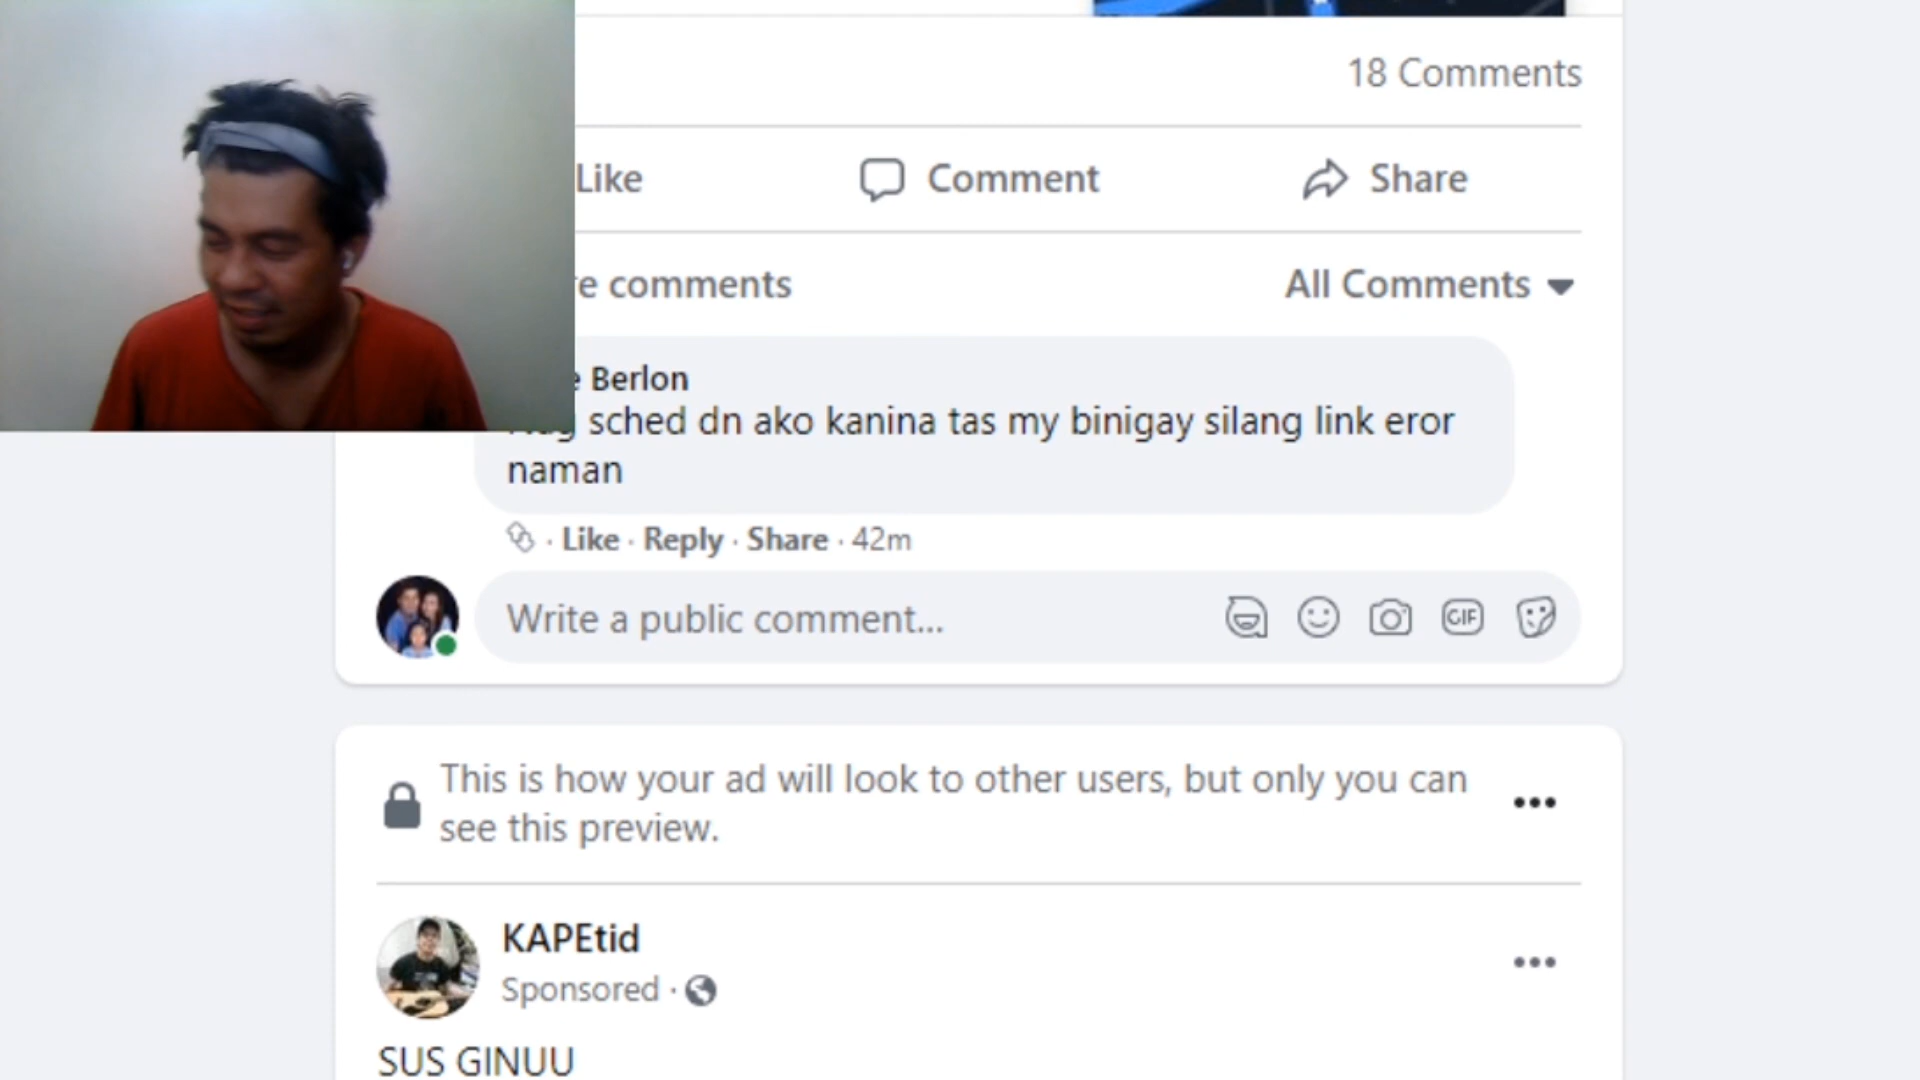 18 Comments
Like
Comment
Share
comments
All Comments
Berlon
sched dn ako kanina tas my binigay silang link eror
naman
· Like · Reply · Share · 42m
Write a public comment...
GIF
This is how your ad will look to other users, but only you can
see this preview.
KAPEtid
Sponsored ·
SUS GINUU